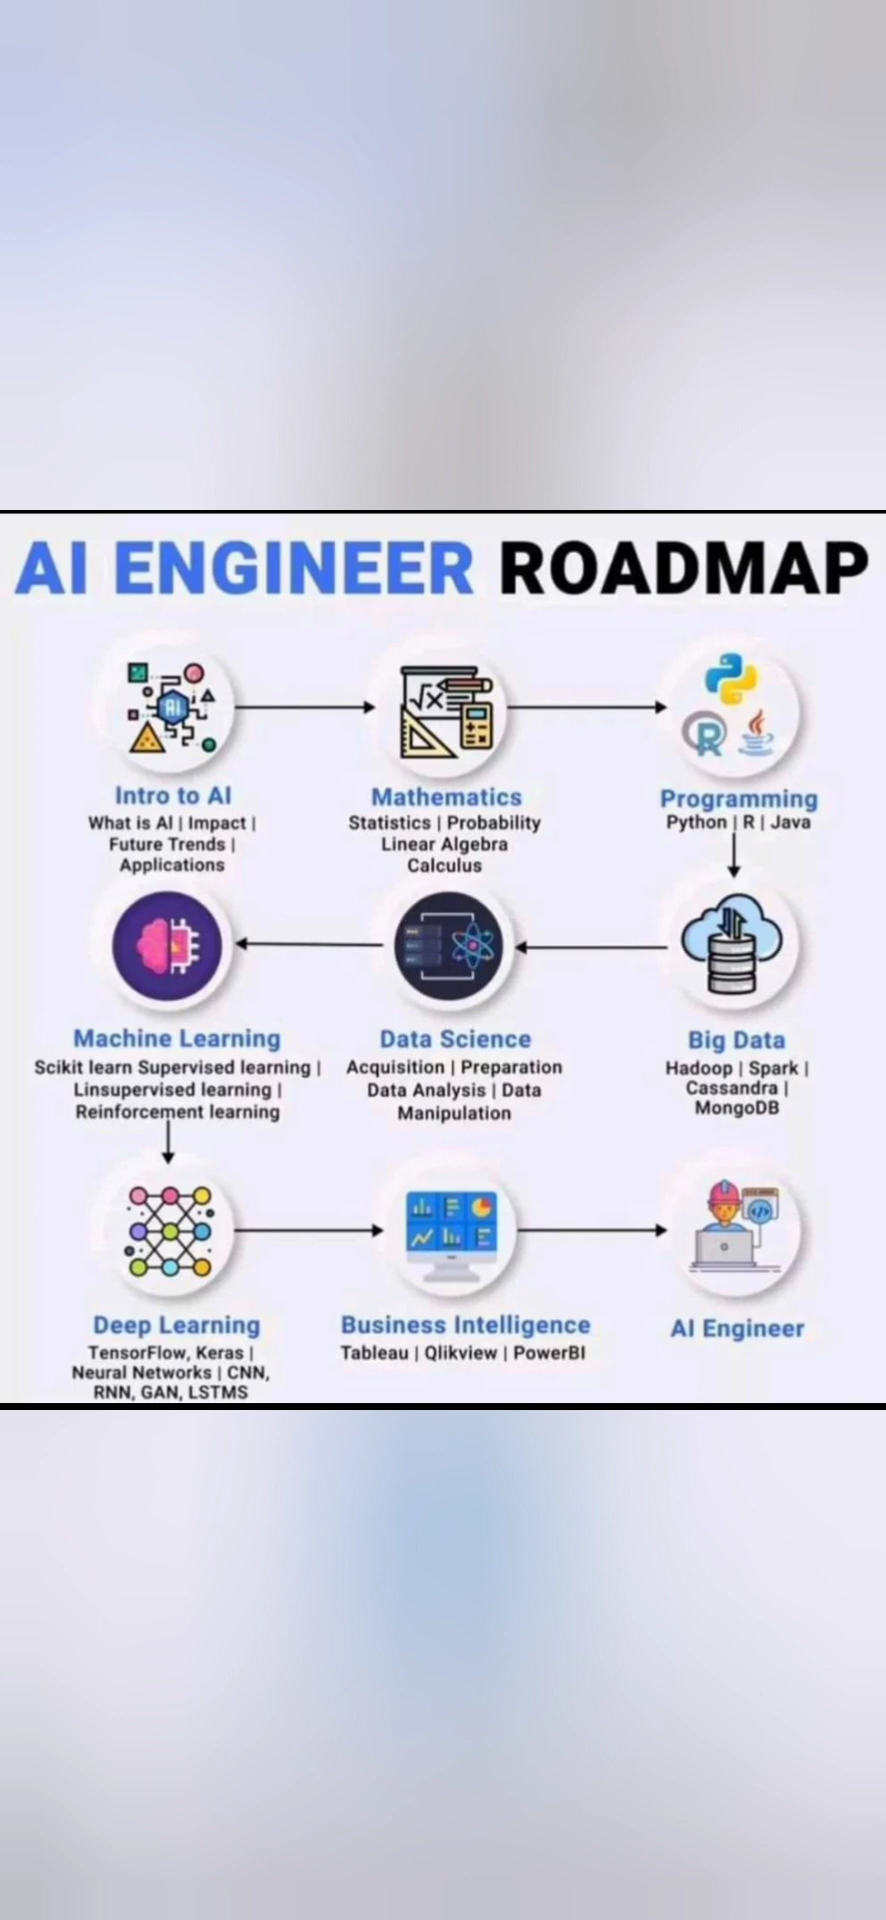 AI ENGINEER ROADMAP
AI
√x
R
Intro to AI
What is AI | Impact |
Future Trends |
Applications
Mathematics
Statistics | Probability
Linear Algebra
Calculus
Programming
Python | R | Java
Machine Learning
Scikit learn Supervised learning |
Linsupervised learning |
Reinforcement learning
Data Science
Acquisition | Preparation
Data Analysis | Data
Manipulation
Big Data
Hadoop | Spark |
Cassandra |
MongoDB
</>
Deep Learning
TensorFlow, Keras |
Neural Networks | CNN,
RNN, GAN, LSTMS
Business Intelligence
Tableau | Qlikview | PowerBI
AI Engineer